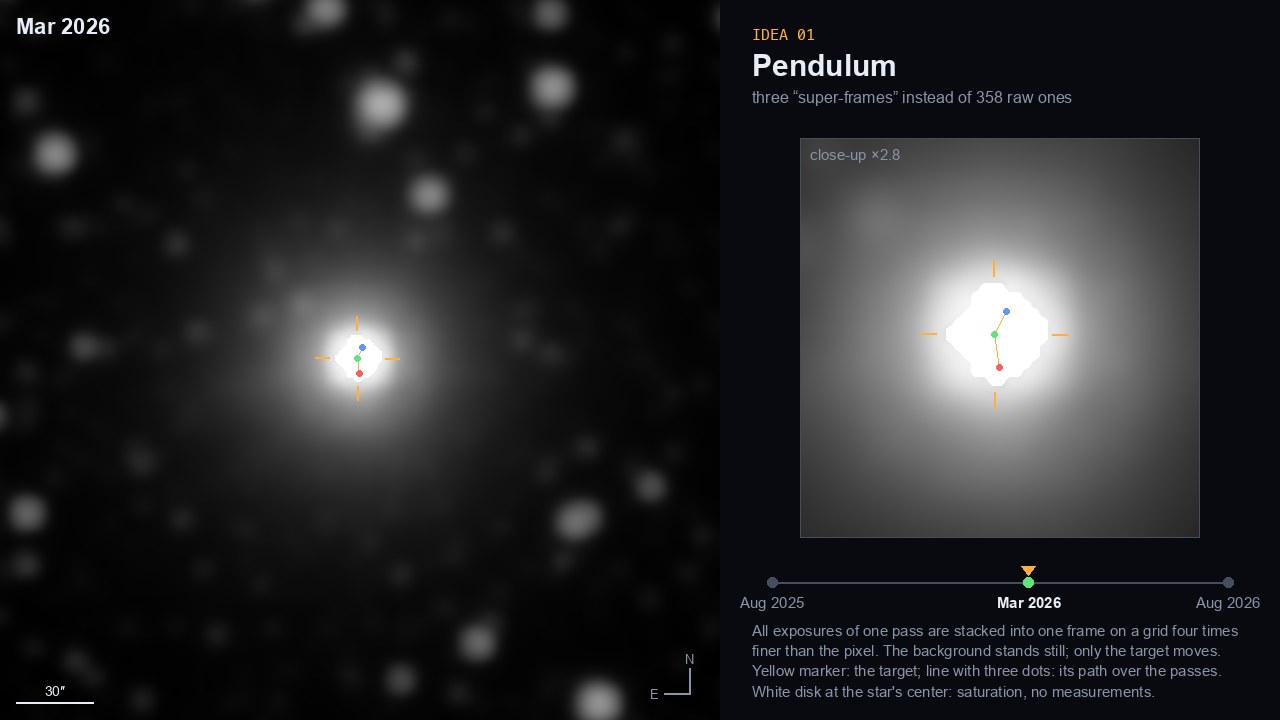 Mar 2026
30″
N
E
IDEA 01
Pendulum
three “super-frames” instead of 358 raw ones
close-up ×2.8
Aug 2025
Mar 2026
Aug 2026
All exposures of one pass are stacked into one frame on a grid four times
finer than the pixel. The background stands still; only the target moves.
Yellow marker: the target; line with three dots: its path over the passes.
White disk at the star's center: saturation, no measurements.